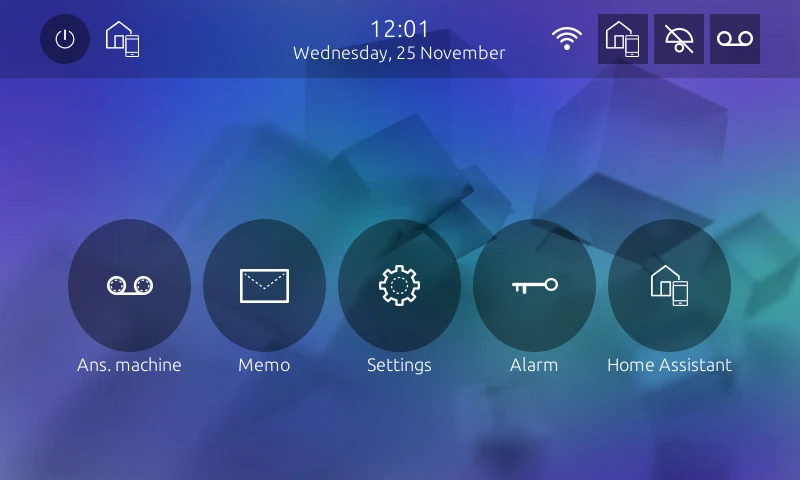 12:01
Wednesday, 25 November
Ans. machine
Memo
Settings
Alarm
Home Assistant